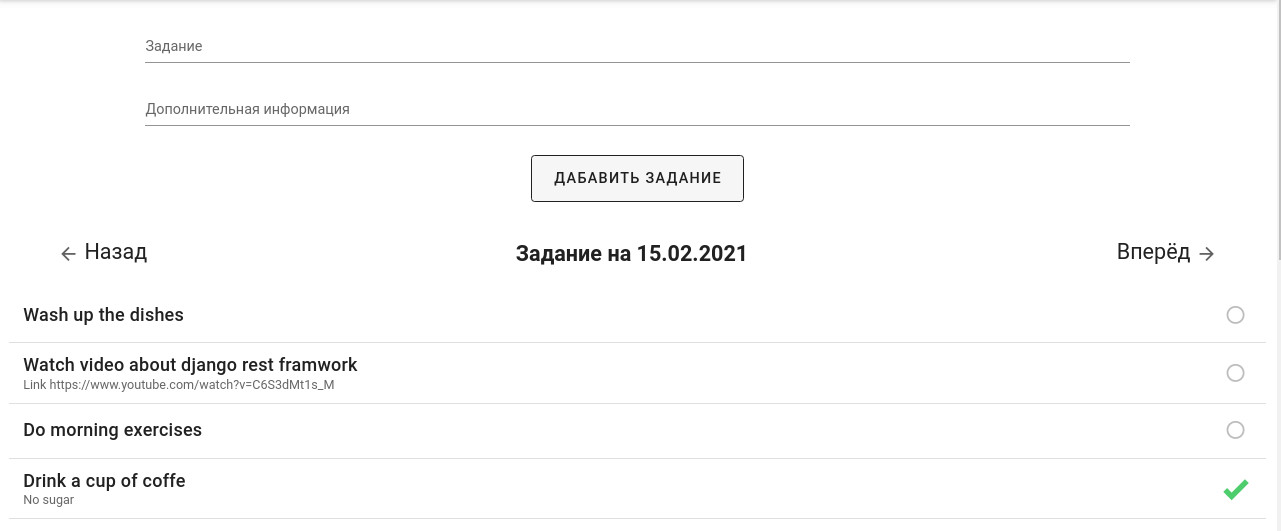 Задание
Дополнительная информация
ДАБАВИТЬ ЗАДАНИЕ
← Назад
Задание на 15.02.2021
Вперёд →
Wash up the dishes
Watch video about django rest framwork
Link https://www.youtube.com/watch?v=C6S3dMt1s_M
Do morning exercises
Drink a cup of coffe
No sugar